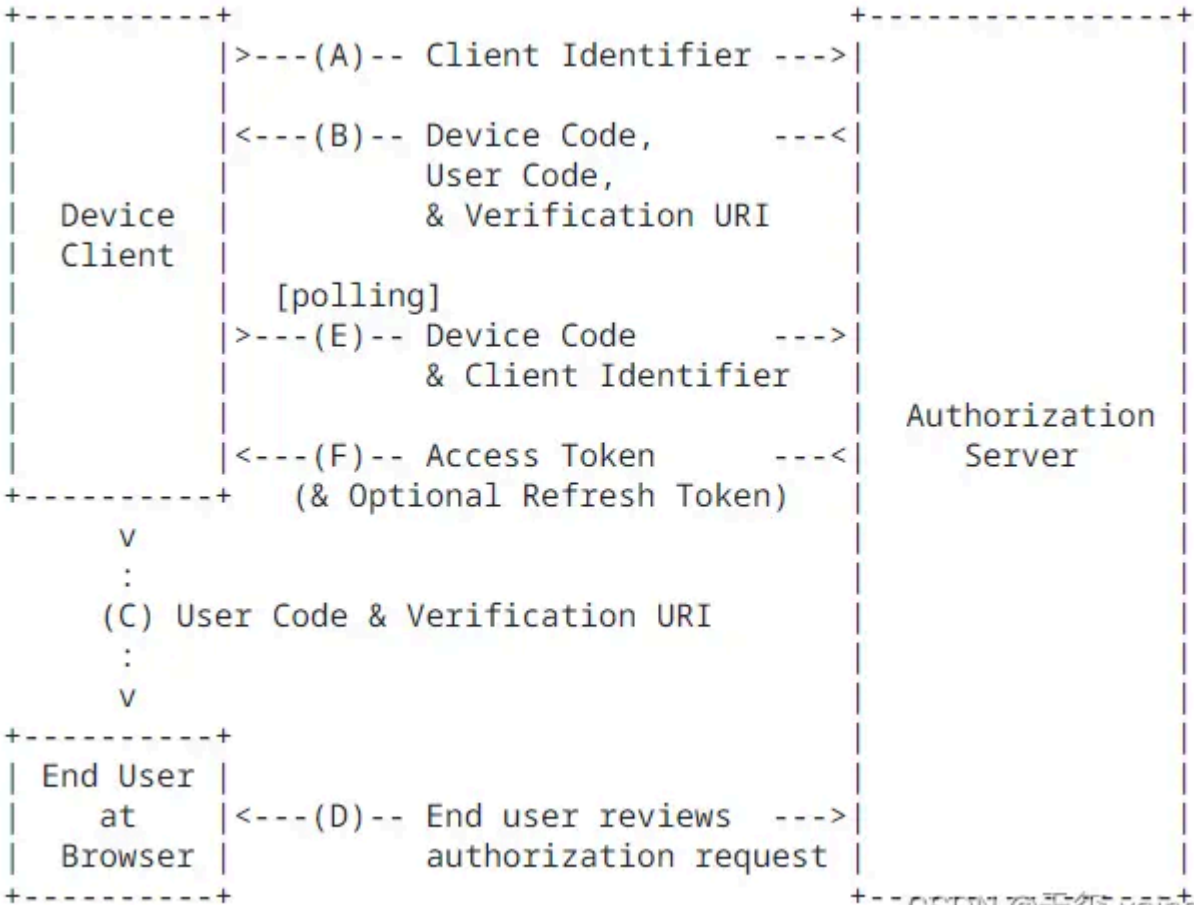 >---(A)-- Client Identifier --->
<---(B)-- Device Code, ---<
User Code,
Device & Verification URI
Client
[polling]
>---(E)-- Device Code --->
& Client Identifier
Authorization
<---(F)-- Access Token ---< Server
(& Optional Refresh Token)
v
:
(C) User Code & Verification URI
:
v
End User
at <---(D)-- End user reviews --->
Browser authorization request